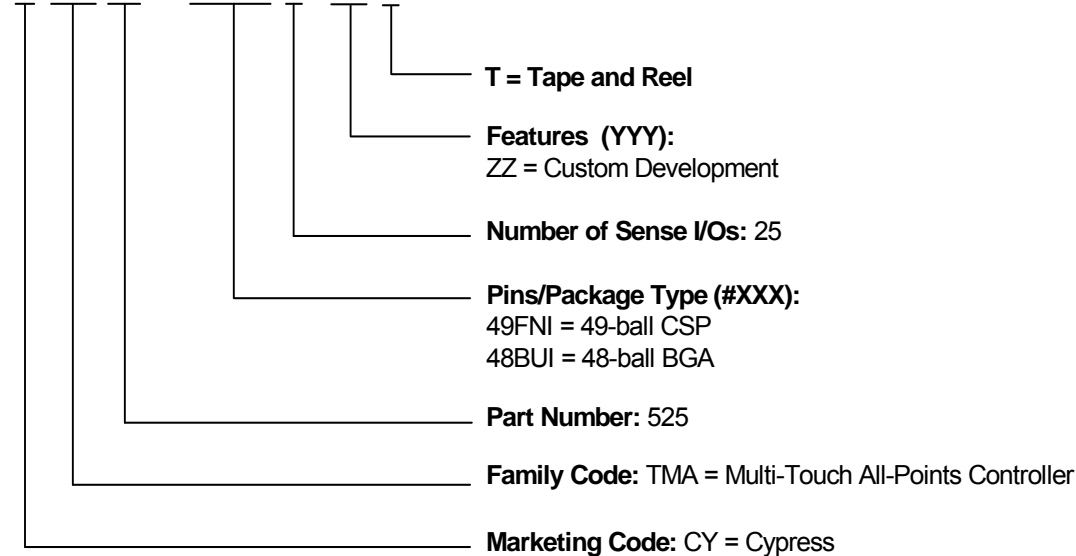 T = Tape and Reel
Features (YYY):
ZZ = Custom Development
Number of Sense I/Os: 25
Pins/Package Type (#XXX):
49FNI = 49-ball CSP
48BUI = 48-ball BGA
Part Number: 525
Family Code: TMA = Multi-Touch All-Points Controller
Marketing Code: CY = Cypress